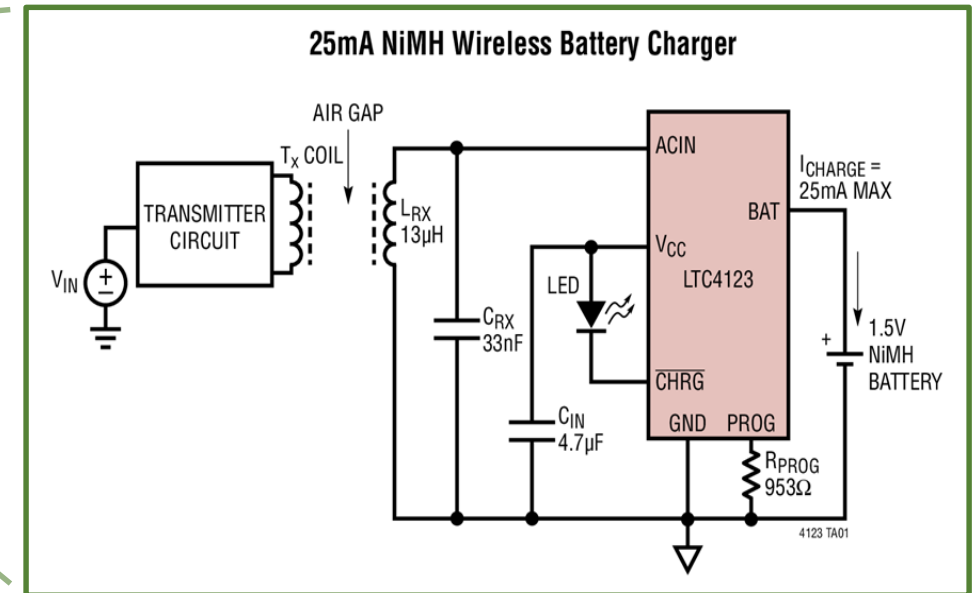 25mA NiMH Wireless Battery Charger
AIR GAP
TX COIL
TRANSMITTER
CIRCUIT
VIN
+
−
LRX
13µH
CRX
33nF
LED
CIN
4.7µF
ACIN
VCC
LTC4123
BAT
CHRG
GND PROG
RPROG
953Ω
ICHARGE =
25mA MAX
+
1.5V
NiMH
BATTERY
4123 TA01